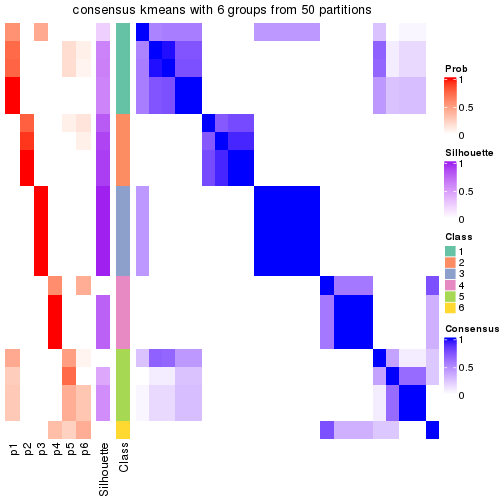 consensus kmeans with 6 groups from 50 partitions
Prob
1
0.5
0
Silhouette
1
0.5
0
Class
1
2
3
4
5
6
Consensus
1
0.5
0
p1
p2
p3
p4
p5
p6
Silhouette
Class